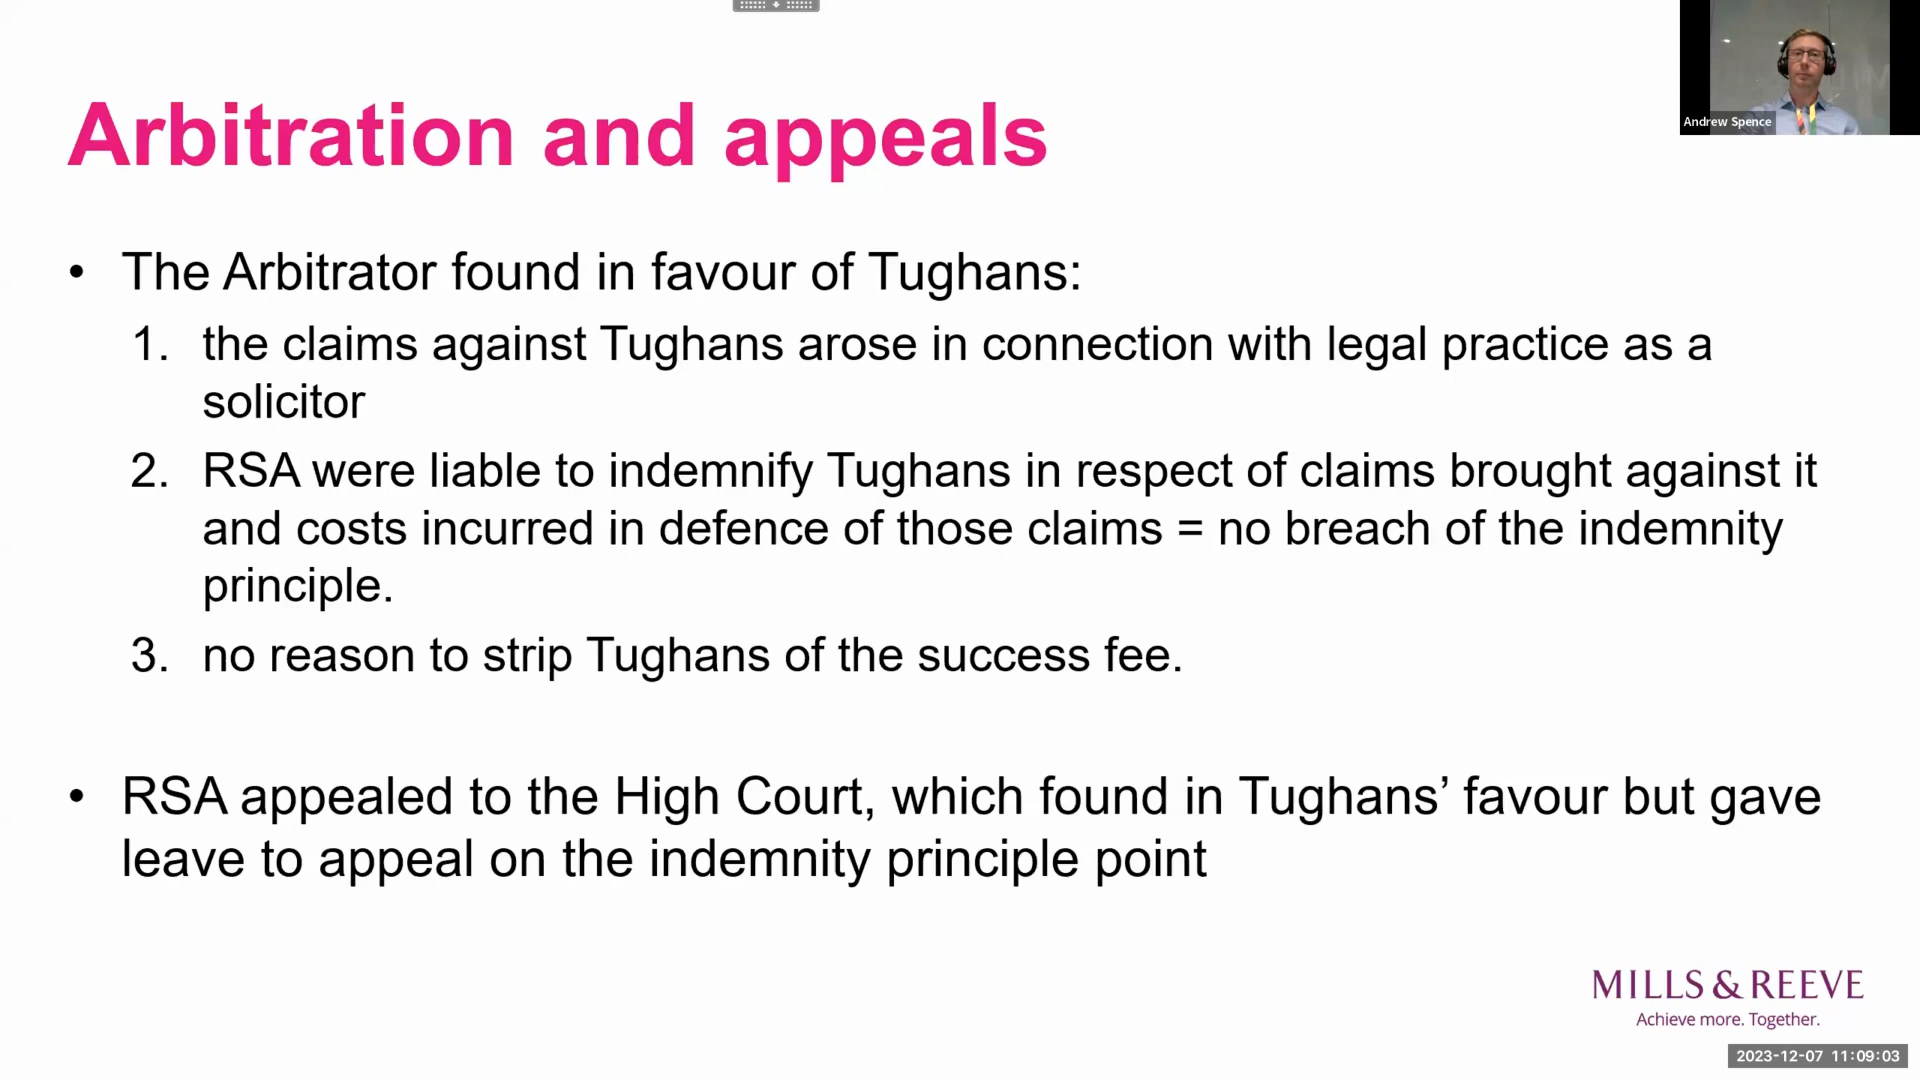 Arbitration and appeals
Andrew Spence
• The Arbitrator found in favour of Tughans:
1. the claims against Tughans arose in connection with legal practice as a
solicitor
2. RSA were liable to indemnify Tughans in respect of claims brought against it
and costs incurred in defence of those claims = no breach of the indemnity
principle.
3. no reason to strip Tughans of the success fee.
• RSA appealed to the High Court, which found in Tughans’ favour but gave
leave to appeal on the indemnity principle point
MILLS & REEVE
Achieve more. Together.
2023-12-07 11:09:03